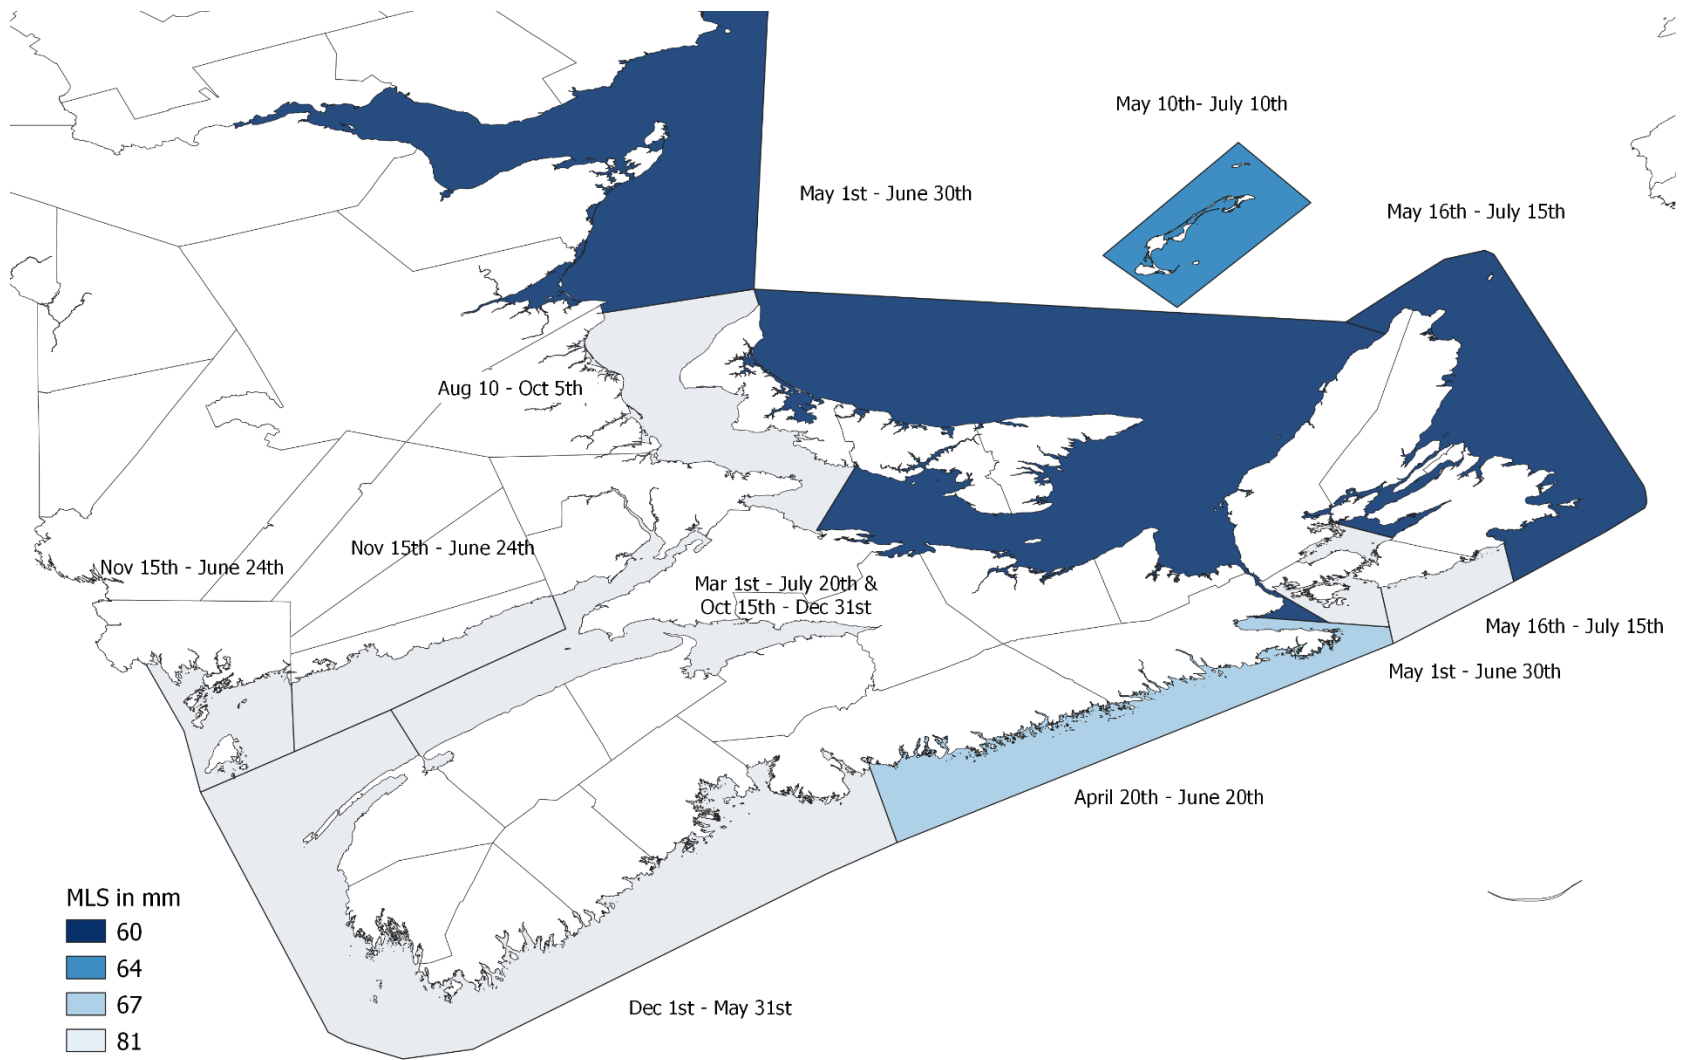 May 10th- July 10th
May 1st - June 30th
May 16th - July 15th
Aug 10 - Oct 5th
Nov 15th - June 24th
Nov 15th - June 24th
Mar 1st - July 20th &
Oct 15th - Dec 31st
May 16th - July 15th
May 1st - June 30th
April 20th - June 20th
Dec 1st - May 31st
MLS in mm
60
64
67
81